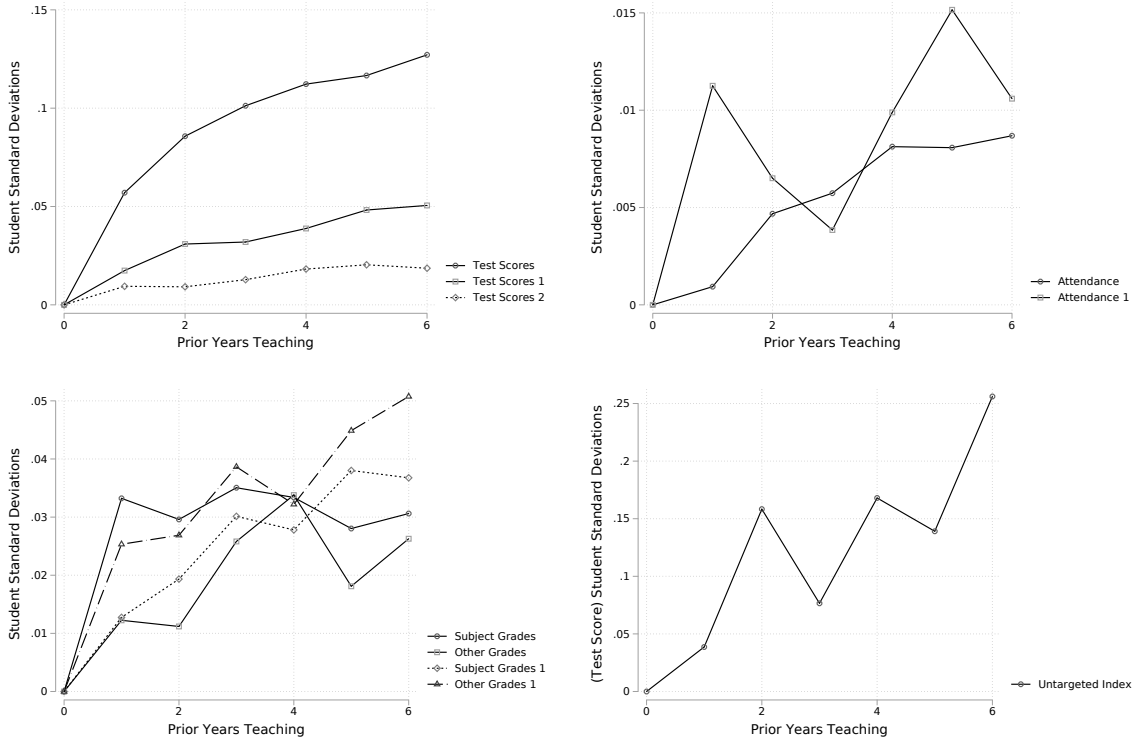 Student Standard Deviations
.15
.1
.05
0
0
2
4
6
Prior Years Teaching
Test Scores
Test Scores 1
Test Scores 2
Student Standard Deviations
.015
.01
.005
0
0
2
4
6
Prior Years Teaching
Attendance
Attendance 1
Student Standard Deviations
.05
.04
.03
.02
.01
0
0
2
4
6
Prior Years Teaching
Subject Grades
Other Grades
Subject Grades 1
Other Grades 1
(Test Score) Student Standard Deviations
.25
.2
.15
.1
.05
0
0
2
4
6
Prior Years Teaching
Untargeted Index